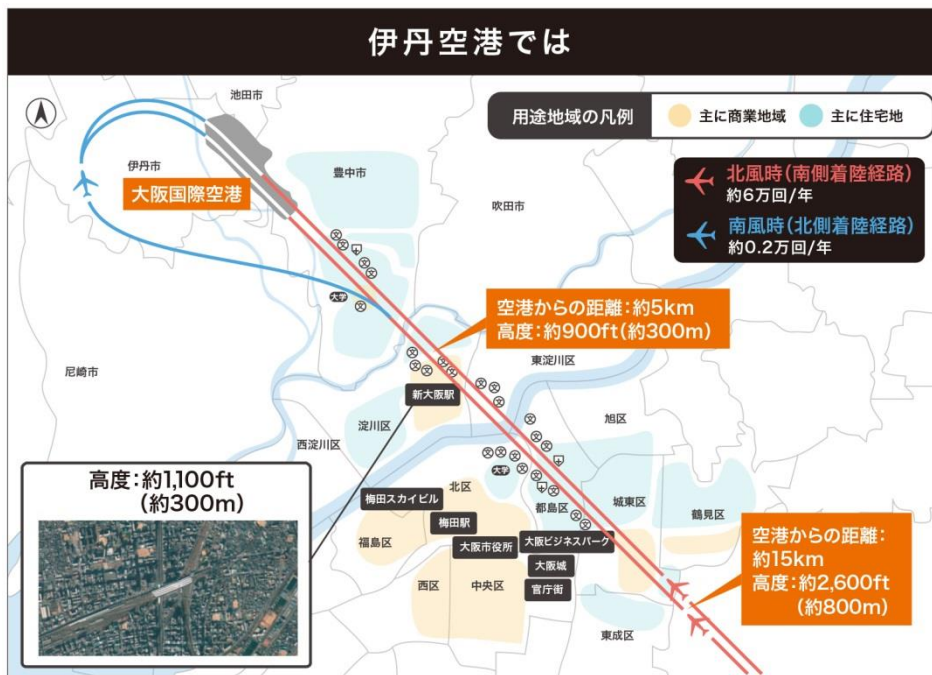 伊丹空港では
用途地域の凡例
主に商業地域
主に住宅地
北風時(南側着陸経路)
約6万回/年
南風時(北側着陸経路)
約0.2万回/年
池田市
伊丹市
豊中市
吹田市
大阪国際空港
大学
文
空港からの距離:約5km
高度:約900ft(約300m)
尼崎市
東淀川区
新大阪駅
淀川区
西淀川区
旭区
高度:約1,100ft
(約300m)
大学
北区
都島区
城東区
鶴見区
梅田スカイビル
梅田駅
福島区
大阪市役所
大阪ビジネスパーク
大阪城
官庁街
西区
中央区
東成区
空港からの距離:
約15km
高度:約2,600ft
(約800m)